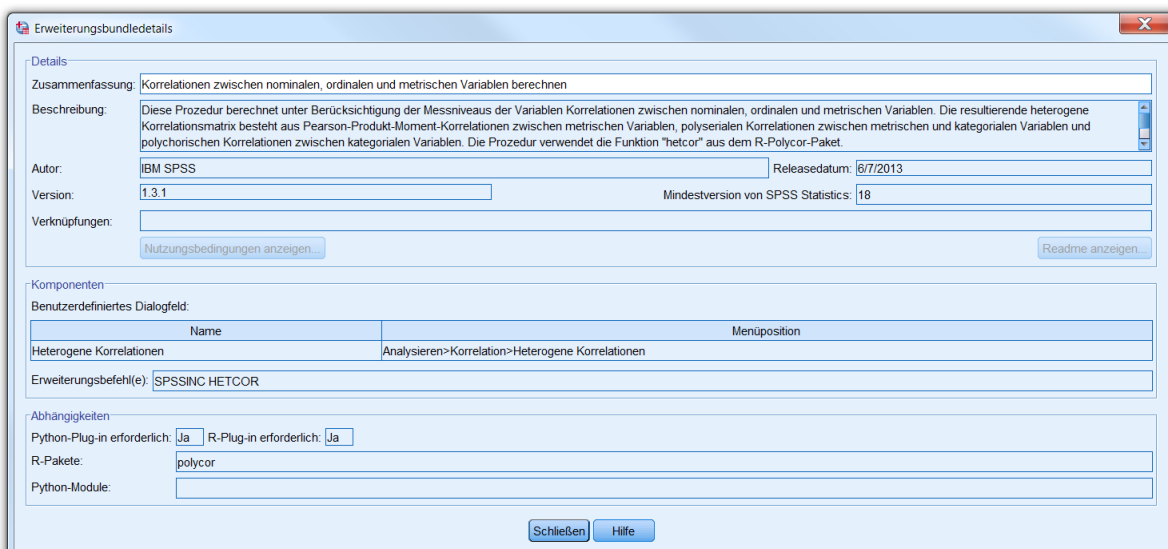 Erweiterungsbundledetails
Details
Zusammenfassung: Korrelationen zwischen nominalen, ordinalen und metrischen Variablen berechnen
Beschreibung: Diese Prozedur berechnet unter Berücksichtigung der Messniveaus der Variablen Korrelationen zwischen nominalen, ordinalen und metrischen Variablen. Die resultierende heterogene
Korrelationsmatrix besteht aus Pearson-Produkt-Moment-Korrelationen zwischen metrischen Variablen, polyserialen Korrelationen zwischen metrischen und kategorialen Variablen und
polychorischen Korrelationen zwischen kategorialen Variablen. Die Prozedur verwendet die Funktion "hetcor" aus dem R-Polycor-Paket.
Autor: IBM SPSS Releasedatum: 6/7/2013
Version: 1.3.1 Mindestversion von SPSS Statistics: 18
Verknüpfungen:
Nutzungsbedingungen anzeigen... Readme anzeigen...
Komponenten
Benutzerdefiniertes Dialogfeld:
Name Menüposition
Heterogene Korrelationen Analysieren>Korrelation>Heterogene Korrelationen
Erweiterungsbefehl(e): SPSSINC HETCOR
Abhängigkeiten
Python-Plug-in erforderlich: Ja R-Plug-in erforderlich: Ja
R-Pakete: polycor
Python-Module:
Schließen Hilfe